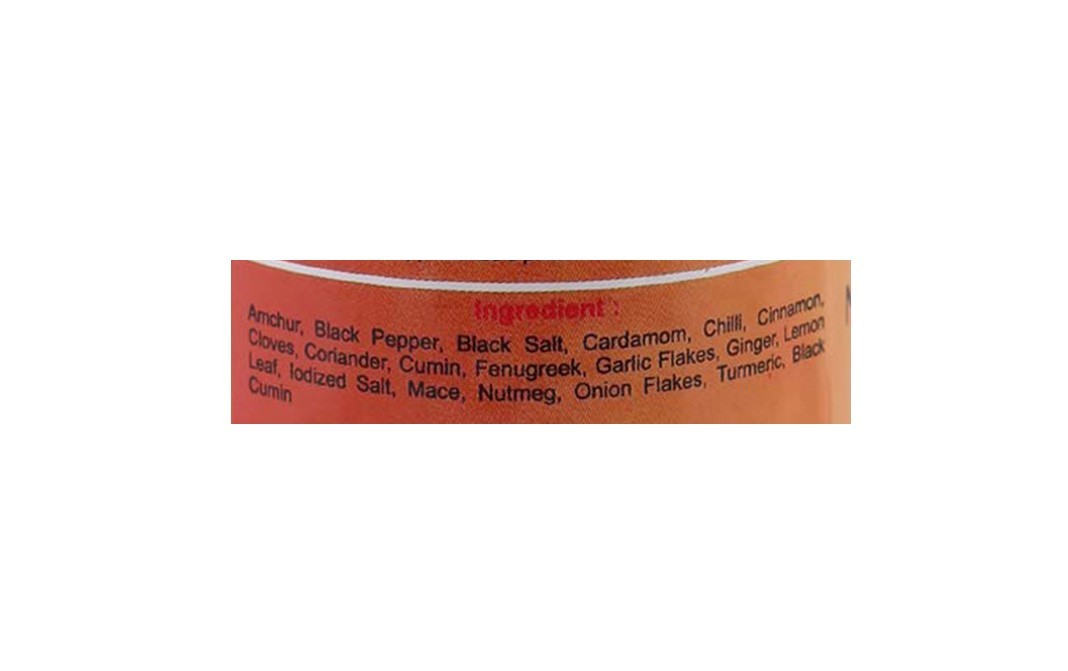 Ingredient :
Amchur, Black Pepper, Black Salt, Cardamom, Chilli, Cinnamon,
Cloves, Coriander, Cumin, Fenugreek, Garlic Flakes, Ginger, Lemon
Leaf, Iodized Salt, Mace, Nutmeg, Onion Flakes, Turmeric, Black
Cumin